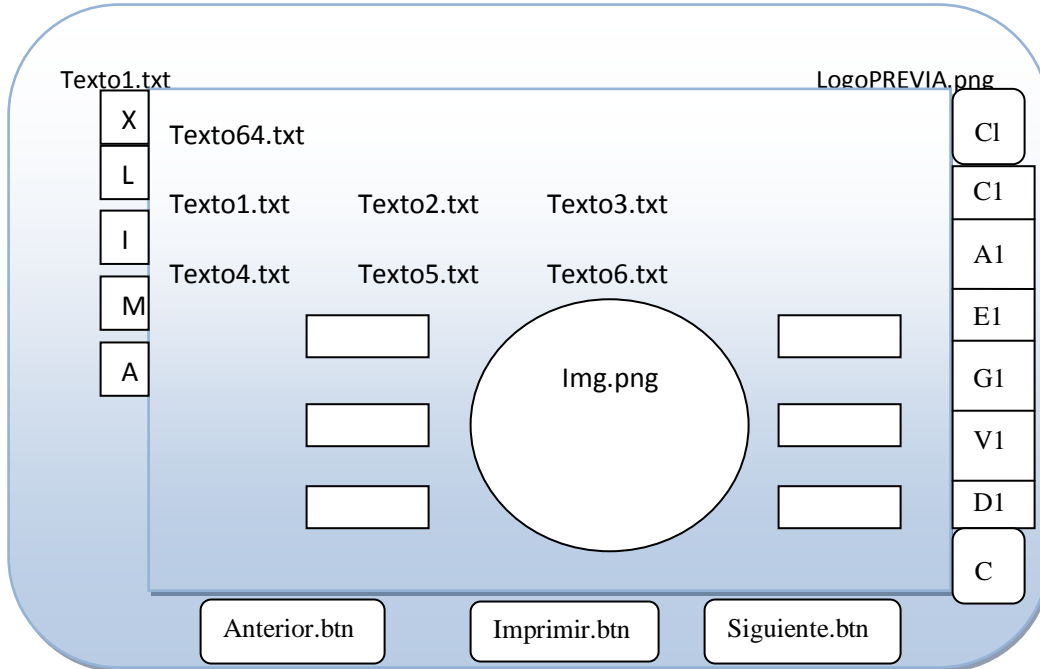 Texto1.txt LogoPREVIA.png
X
L
I
M
A
Texto64.txt
Texto1.txt Texto2.txt Texto3.txt
Texto4.txt Texto5.txt Texto6.txt
Img.png
Cl
C1
A1
E1
G1
V1
D1
C
Anterior.btn Imprimir.btn Siguiente.btn